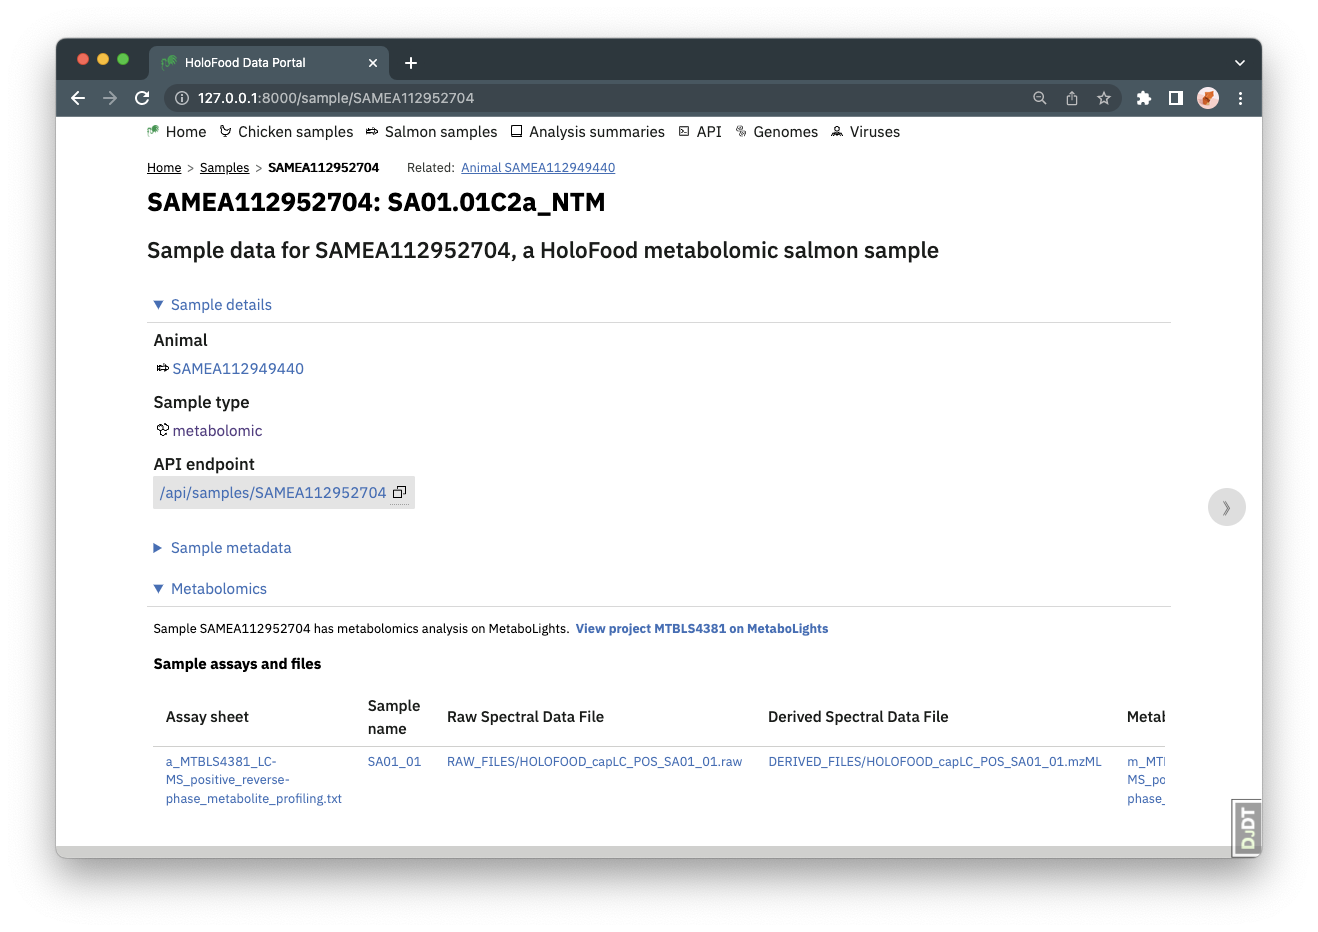 HoloFood Data Portal
127.0.0.1:8000/sample/SAMEA112952704
Home Chicken samples Salmon samples Analysis summaries API Genomes Viruses
Home > Samples > SAMEA112952704 Related: Animal SAMEA112949440
SAMEA112952704: SA01.01C2a_NTM
Sample data for SAMEA112952704, a HoloFood metabolomic salmon sample
Sample details
Animal
SAMEA112949440
Sample type
metabolomic
API endpoint
/api/samples/SAMEA112952704
Sample metadata
Metabolomics
Sample SAMEA112952704 has metabolomics analysis on MetaboLights. View project MTBLS4381 on MetaboLights
Sample assays and files
Assay sheet
Sample
name
Raw Spectral Data File
Derived Spectral Data File
Metab
a_MTBLS4381_LC-
MS_positive_reverse-
phase_metabolite_profiling.txt
SA01_01
RAW_FILES/HOLOFOOD_capLC_POS_SA01_01.raw
DERIVED_FILES/HOLOFOOD_capLC_POS_SA01_01.mzML
m_MT
MS_po
phase_
DJDT